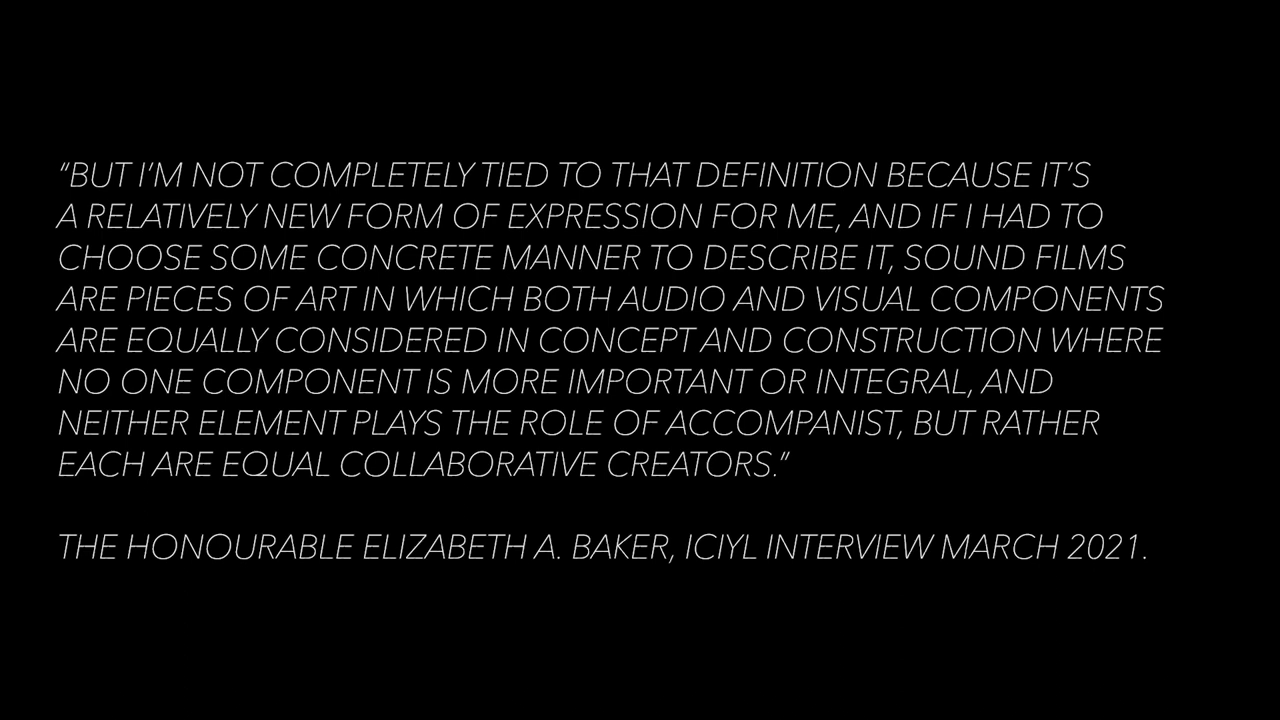 “BUT I’M NOT COMPLETELY TIED TO THAT DEFINITION BECAUSE IT’S
A RELATIVELY NEW FORM OF EXPRESSION FOR ME, AND IF I HAD TO
CHOOSE SOME CONCRETE MANNER TO DESCRIBE IT, SOUND FILMS
ARE PIECES OF ART IN WHICH BOTH AUDIO AND VISUAL COMPONENTS
ARE EQUALLY CONSIDERED IN CONCEPT AND CONSTRUCTION WHERE
NO ONE COMPONENT IS MORE IMPORTANT OR INTEGRAL, AND
NEITHER ELEMENT PLAYS THE ROLE OF ACCOMPANIST, BUT RATHER
EACH ARE EQUAL COLLABORATIVE CREATORS.”
THE HONOURABLE ELIZABETH A. BAKER, ICIYL INTERVIEW MARCH 2021.